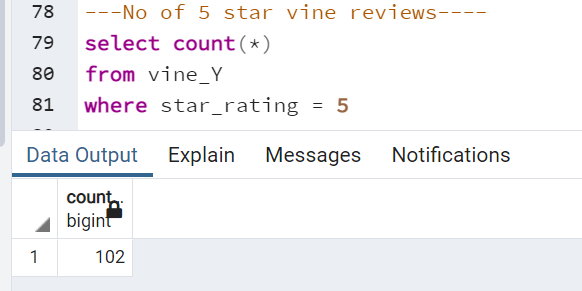 78 ---No of 5 star vine reviews----
79 select count(*)
80 from vine_Y
81 where star_rating = 5
Data Output Explain Messages Notifications
count
bigint
1 102